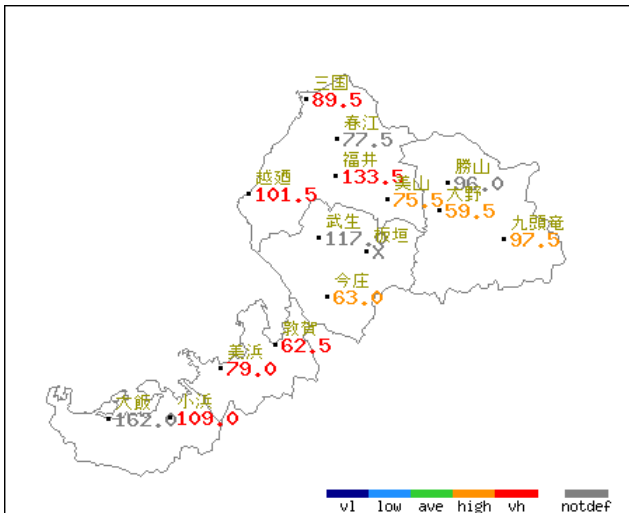 三国
89.5
春江
77.5
福井
133.5
勝山
96.0
越廼
101.5
美山
75.5
大野
59.5
九頭竜
97.5
武生
117.
板垣
X
今庄
63.0
敦賀
62.5
美浜
79.0
大飯
162.0
小浜
109.0
vl low ave high vh notdef